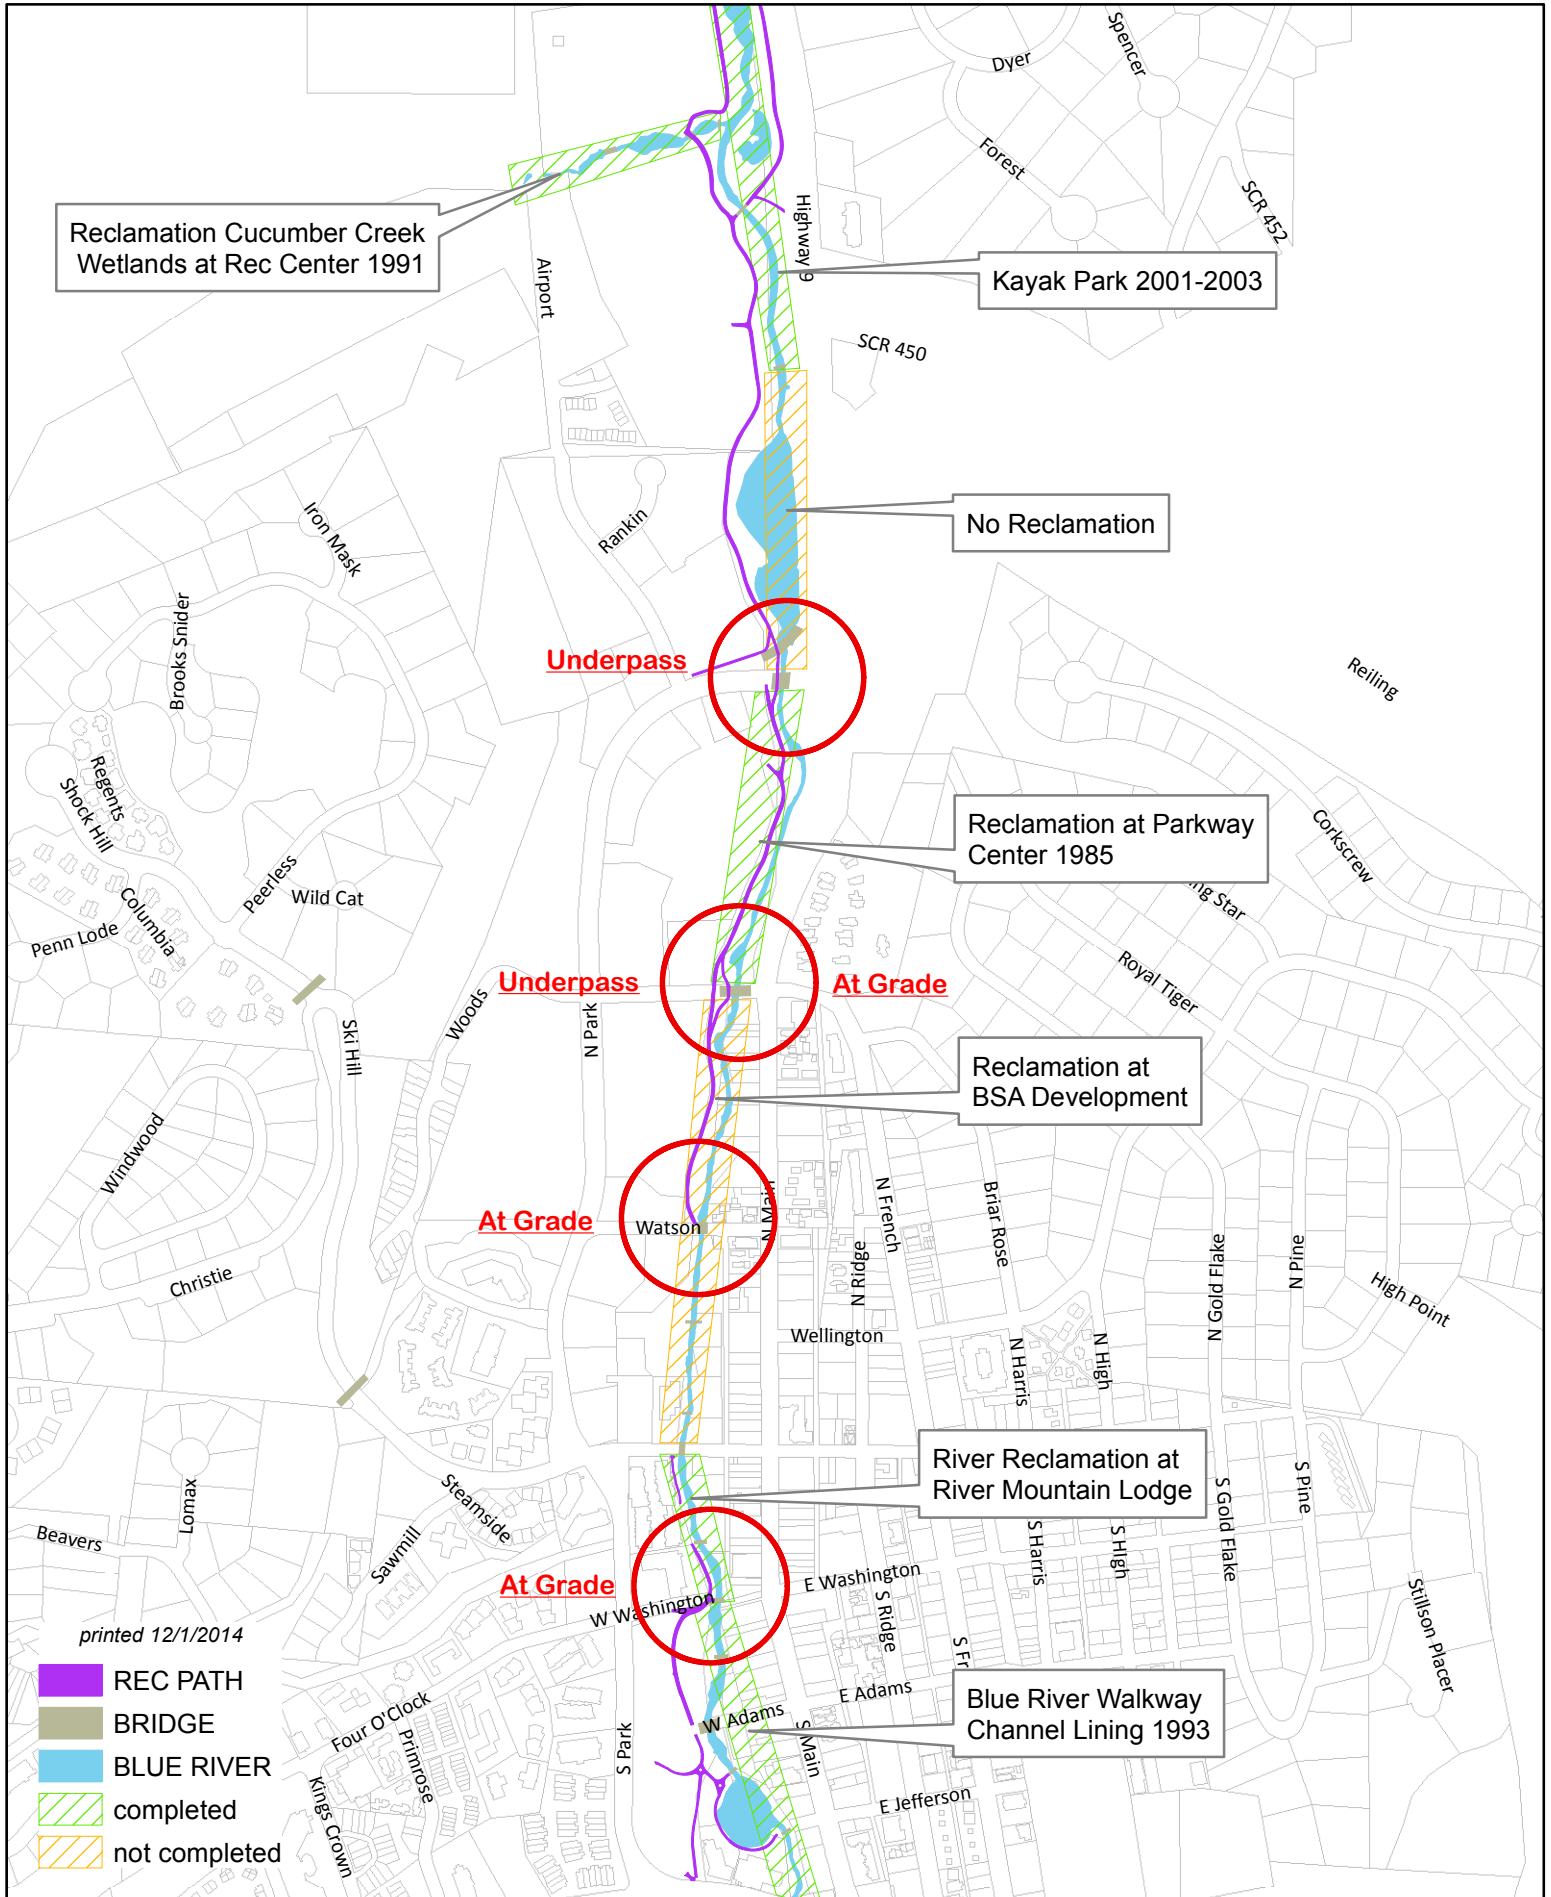 Spencer
Dyer
Forest
SCR 452
Highway 9
Reclamation Cucumber Creek
Wetlands at Rec Center 1991
Airport
Kayak Park 2001-2003
SCR 450
No Reclamation
Iron Mask
Rankin
Brooks Snider
Underpass
Reiling
Regents
Shock Hill
Reclamation at Parkway
Center 1985
Corkscrew
Peerless
Wild Cat
Columbia
Penn Lode
ng Star
Royal Tiger
Underpass
At Grade
Woods
N Park
Ski Hill
Reclamation at
BSA Development
Windwood
At Grade
Watson
N Main
N French
Briar Rose
N Ridge
N Gold Flake
N Pine
High Point
Christie
Wellington
N Harris
N High
River Reclamation at
River Mountain Lodge
Lomax
Steamside
Beavers
Sawmill
S Gold Flake
S Pine
S Harris
S HIgh
At Grade
W Washington
E Washington
S Ridge
S Fr
Stillson Placer
printed 12/1/2014
REC PATH
BRIDGE
BLUE RIVER
completed
not completed
Four O'Clock
Primrose
Kings Crown
S Park
W Adams
E Adams
S Main
Blue River Walkway
Channel Lining 1993
E Jefferson